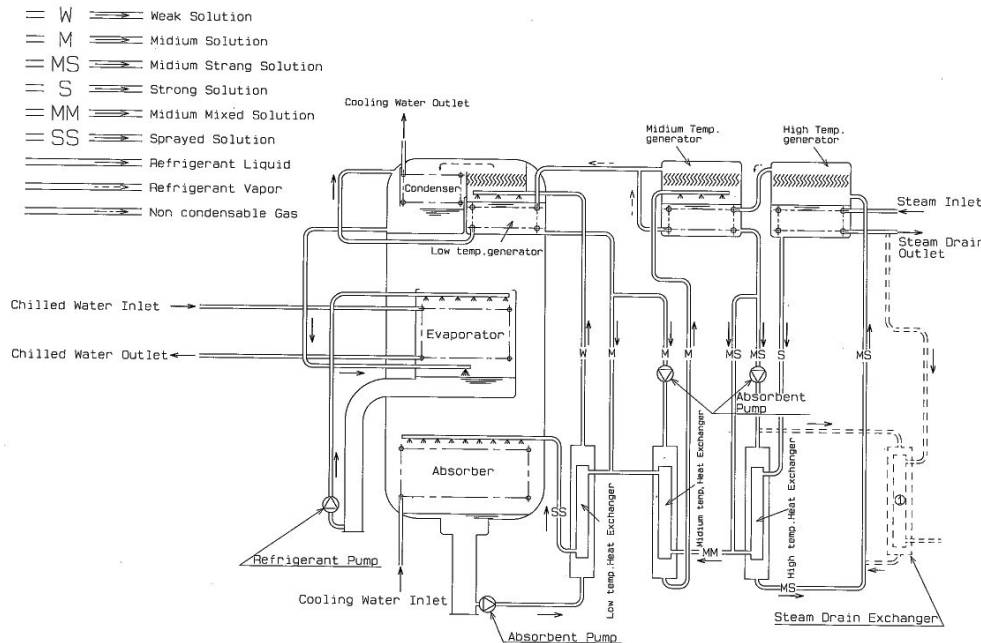 W Weak Solution
M Midium Solution
MS Midium Strang Solution
S Strong Solution
MM Midium Mixed Solution
SS Sprayed Solution
Refrigerant Liquid
Refrigerant Vapor
Non condensable Gas
Cooling Water Outlet
Midium Temp.
generator
High Temp.
generator
Condenser
Steam Inlet
Steam Drain
Outlet
Low temp.generator
Chilled Water Inlet
Evaporator
Chilled Water Outlet
W
M
M
M
MS
MS
S
MS
Absorbent
Pump
Absorber
SS
Low temp.Heat Exchanger
Midium temp.Heat Exchanger
High temp.Heat Exchanger
1
MM
MS
Refrigerant Pump
Cooling Water Inlet
Absorbent Pump
Steam Drain Exchanger